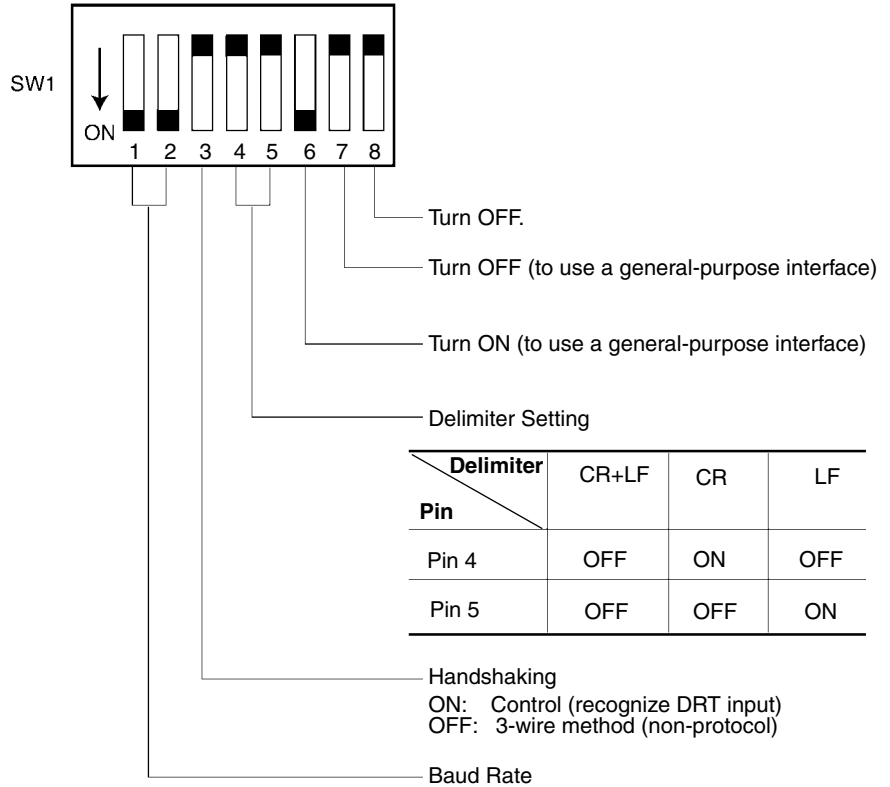 SW1
ON
1 2 3 4 5 6 7 8
Turn OFF.
Turn OFF (to use a general-purpose interface)
Turn ON (to use a general-purpose interface)
Delimiter Setting
Delimiter CR+LF CR LF
Pin
Pin 4 OFF ON OFF
Pin 5 OFF OFF ON
Handshaking
ON: Control (recognize DRT input)
OFF: 3-wire method (non-protocol)
Baud Rate